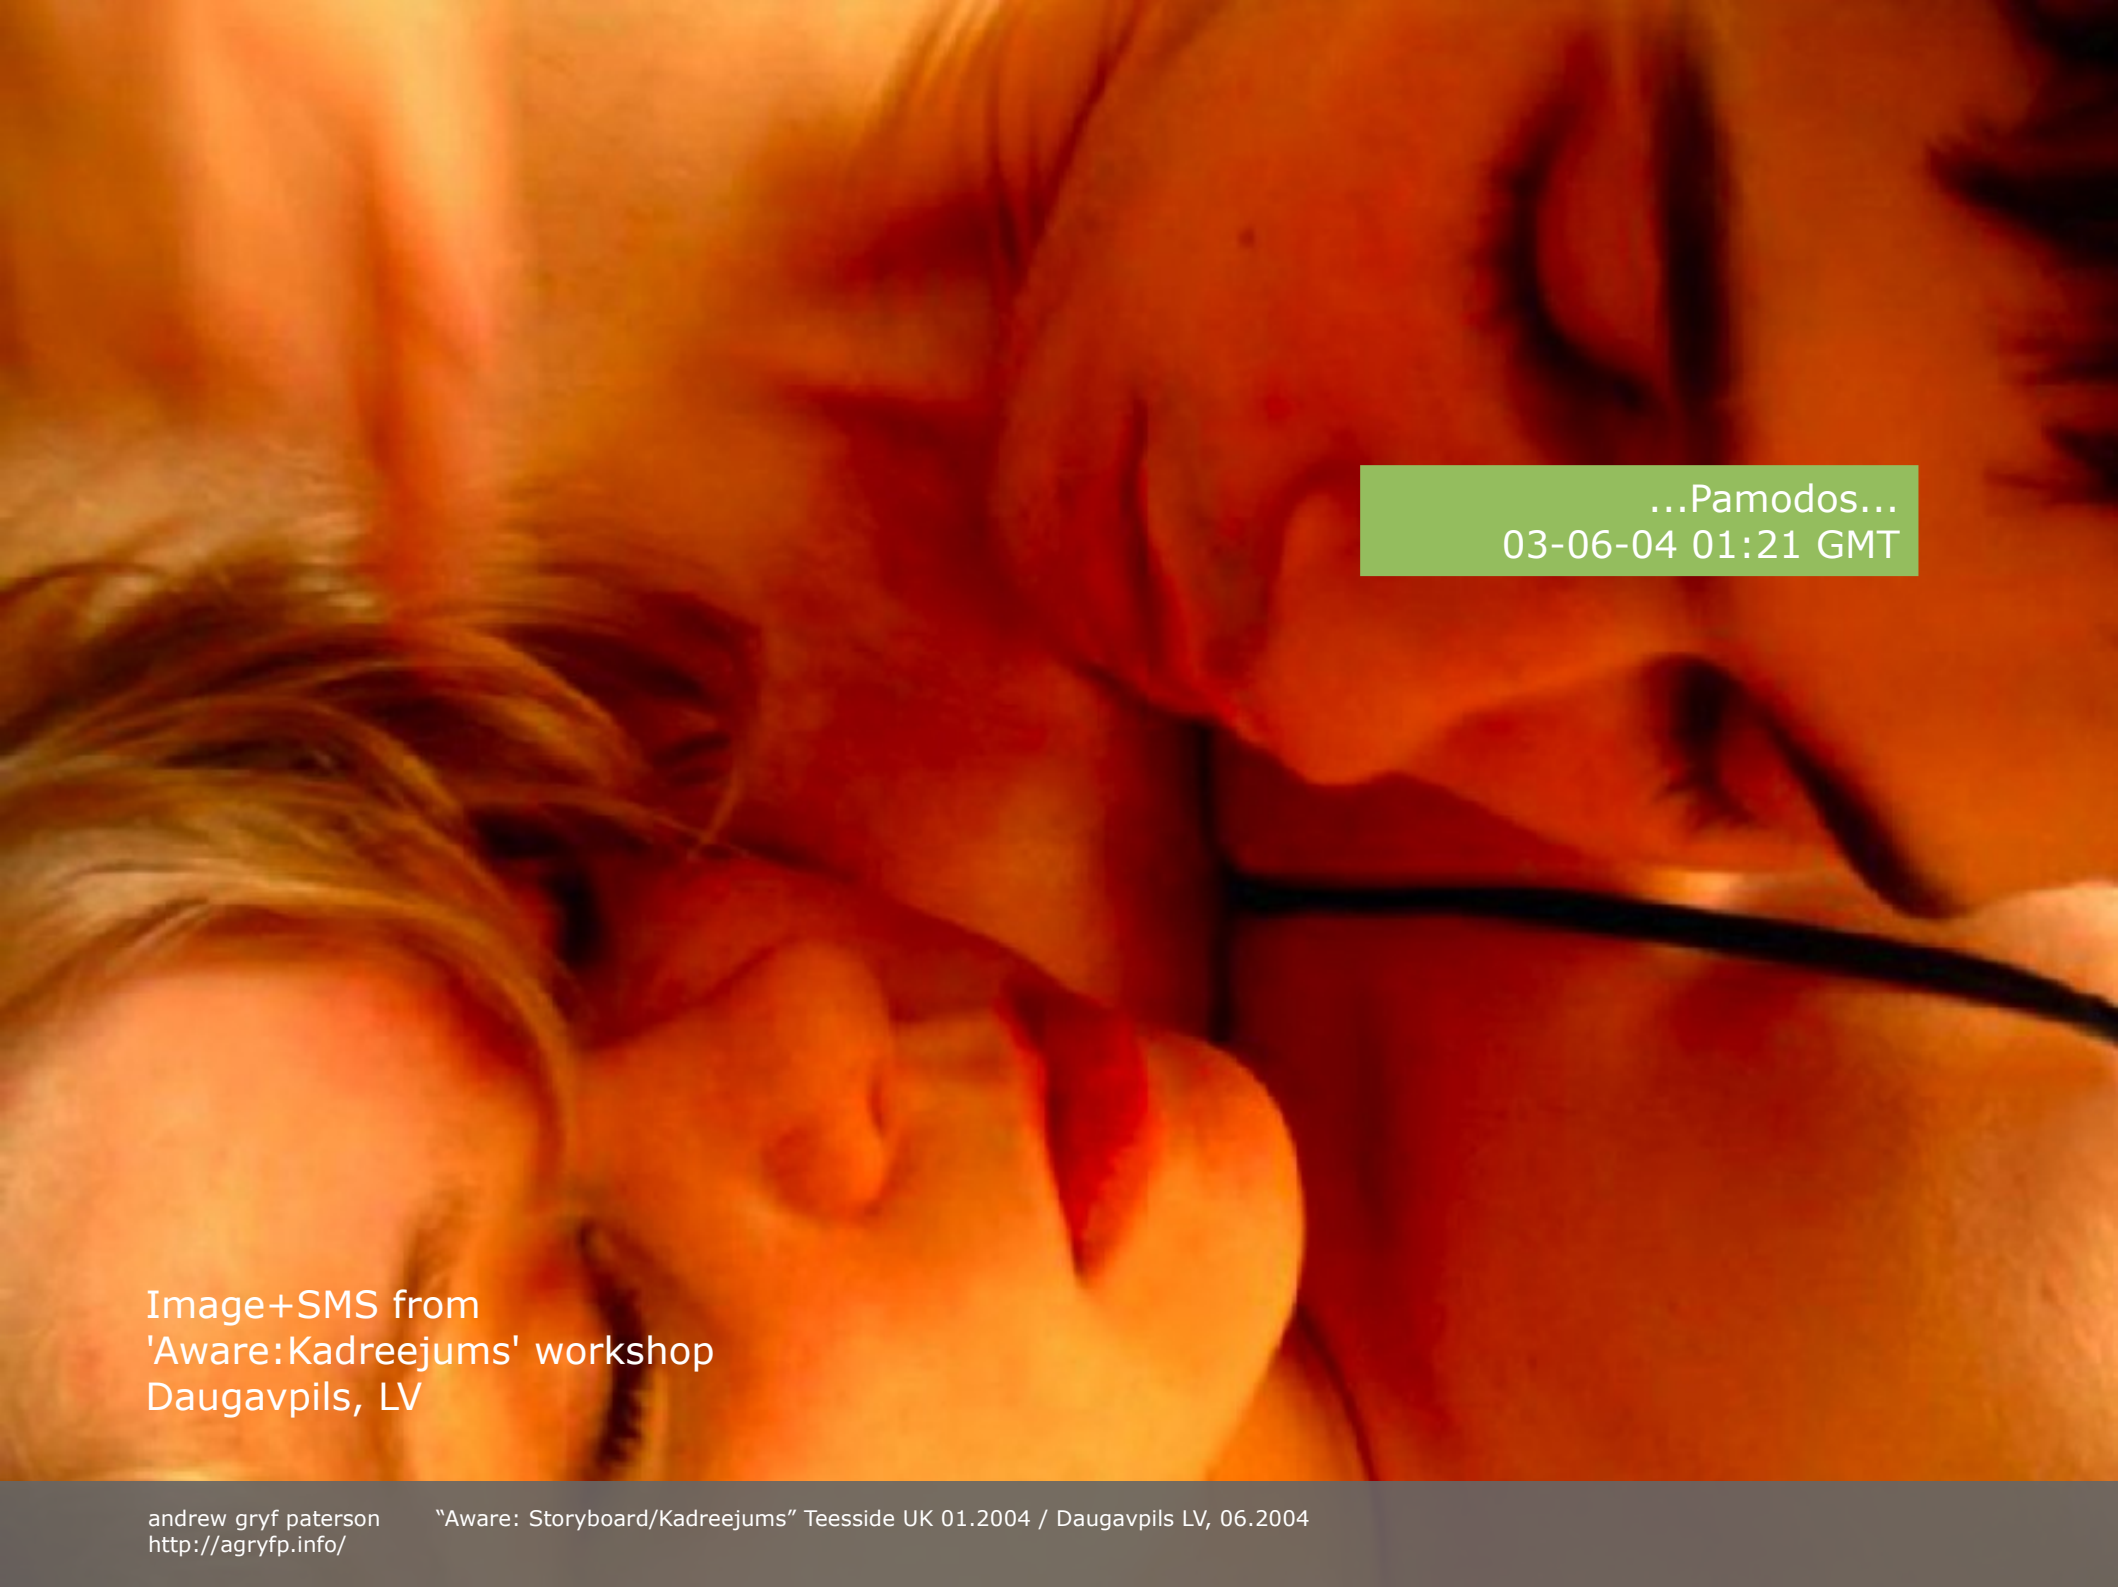 ...Pamodos...
03-06-04 01:21 GMT
Image+SMS from
'Aware:Kadreejums' workshop
Daugavpils, LV
andrew gryf paterson “Aware: Storyboard/Kadreejums” Teesside UK 01.2004 / Daugavpils LV, 06.2004
http://agryfp.info/